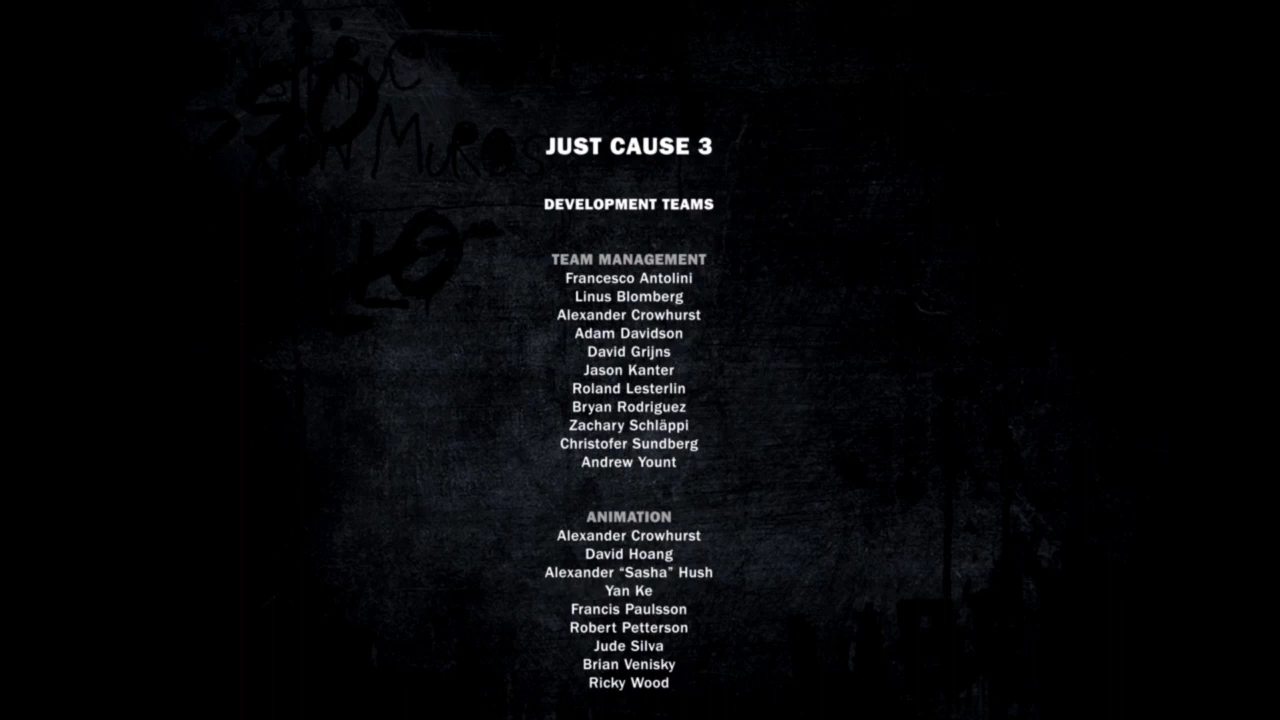 JUST CAUSE 3
DEVELOPMENT TEAMS
TEAM MANAGEMENT
Francesco Antolini
Linus Blomberg
Alexander Crowhurst
Adam Davidson
David Grijns
Jason Kanter
Roland Lesterlin
Bryan Rodriguez
Zachary Schläppi
Christofer Sundberg
Andrew Yount
ANIMATION
Alexander Crowhurst
David Hoang
Alexander “Sasha” Hush
Yan Ke
Francis Paulsson
Robert Petterson
Jude Silva
Brian Venisky
Ricky Wood